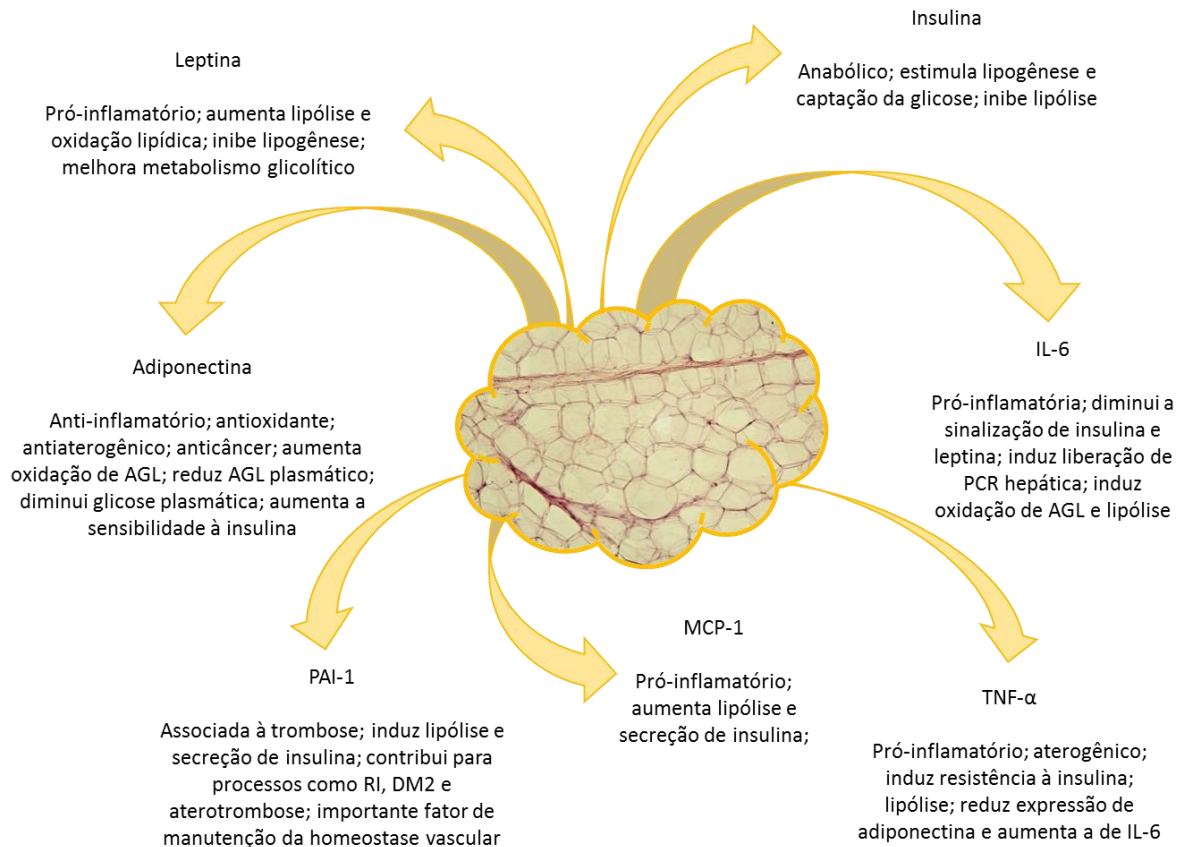 Leptina
Pró-inflamatório; aumenta lipólise e
oxidação lipídica; inibe lipogênese;
melhora metabolismo glicolítico
Insulina
Anabólico; estimula lipogênese e
captação da glicose; inibe lipólise
Adiponectina
Anti-inflamatório; antioxidante;
antiaterogênico; anticâncer; aumenta
oxidação de AGL; reduz AGL plasmático;
diminui glicose plasmática; aumenta a
sensibilidade à insulina
IL-6
Pró-inflamatória; diminui a
sinalização de insulina e
leptina; induz liberação de
PCR hepática; induz
oxidação de AGL e lipólise
PAI-1
Associada à trombose; induz lipólise e
secreção de insulina; contribui para
processos como RI, DM2 e
aterotrombose; importante fator de
manutenção da homeostase vascular
MCP-1
Pró-inflamatório;
aumenta lipólise e
secreção de insulina;
TNF-α
Pró-inflamatório; aterogênico;
induz resistência à insulina;
lipólise; reduz expressão de
adiponectina e aumenta a de IL-6